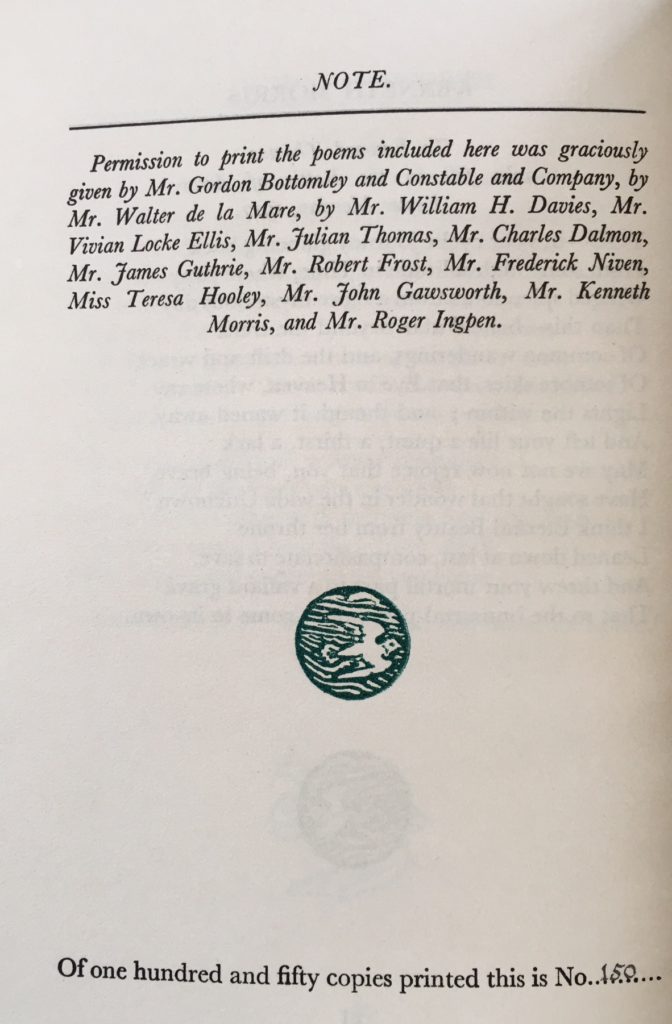 NOTE.
Permission to print the poems included here was graciously
given by Mr. Gordon Bottomley and Constable and Company, by
Mr. Walter de la Mare, by Mr. William H. Davies, Mr.
Vivian Locke Ellis, Mr. Julian Thomas, Mr. Charles Dalmon,
Mr. James Guthrie, Mr. Robert Frost, Mr. Frederick Niven,
Miss Teresa Hooley, Mr. John Gawsworth, Mr. Kenneth
Morris, and Mr. Roger Ingpen.
Of one hundred and fifty copies printed this is No..150....